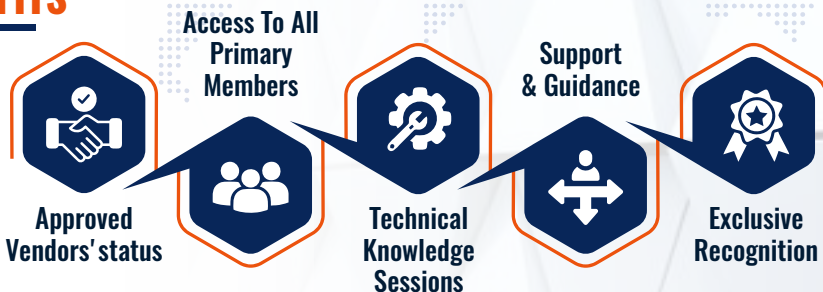 Access To All
Primary
Members
Support
& Guidance
Approved
Vendors'status
Technical
Knowledge
Sessions
Exclusive
Recognition